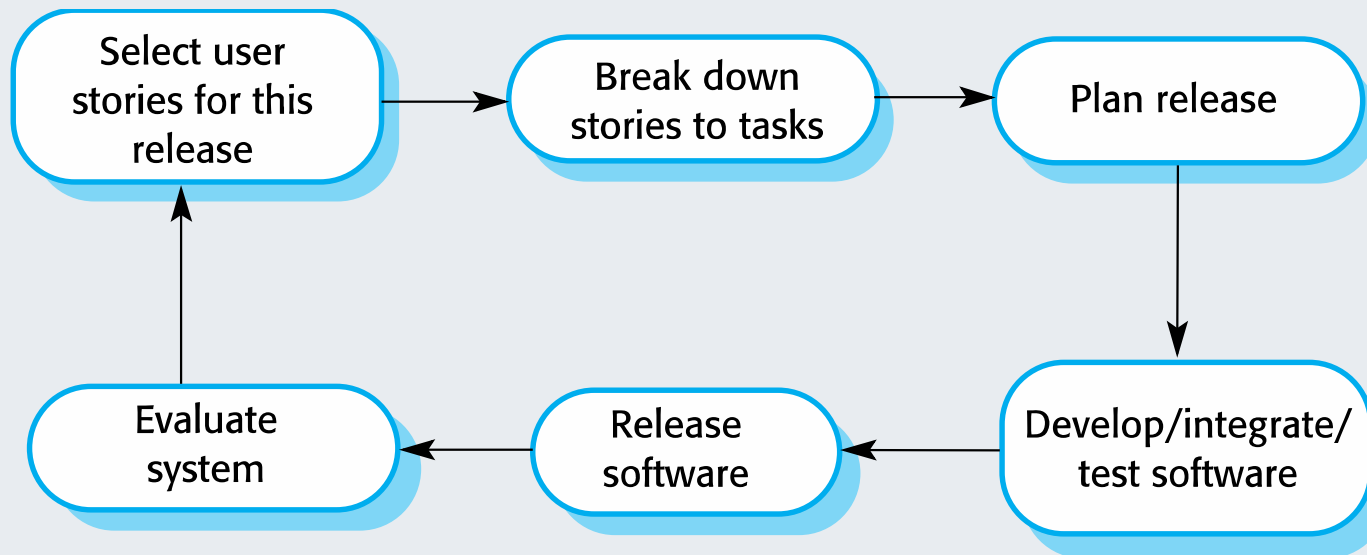 Select user
stories for this
release
Break down
stories to tasks
Plan release
Evaluate
system
Release
software
Develop/integrate/
test software